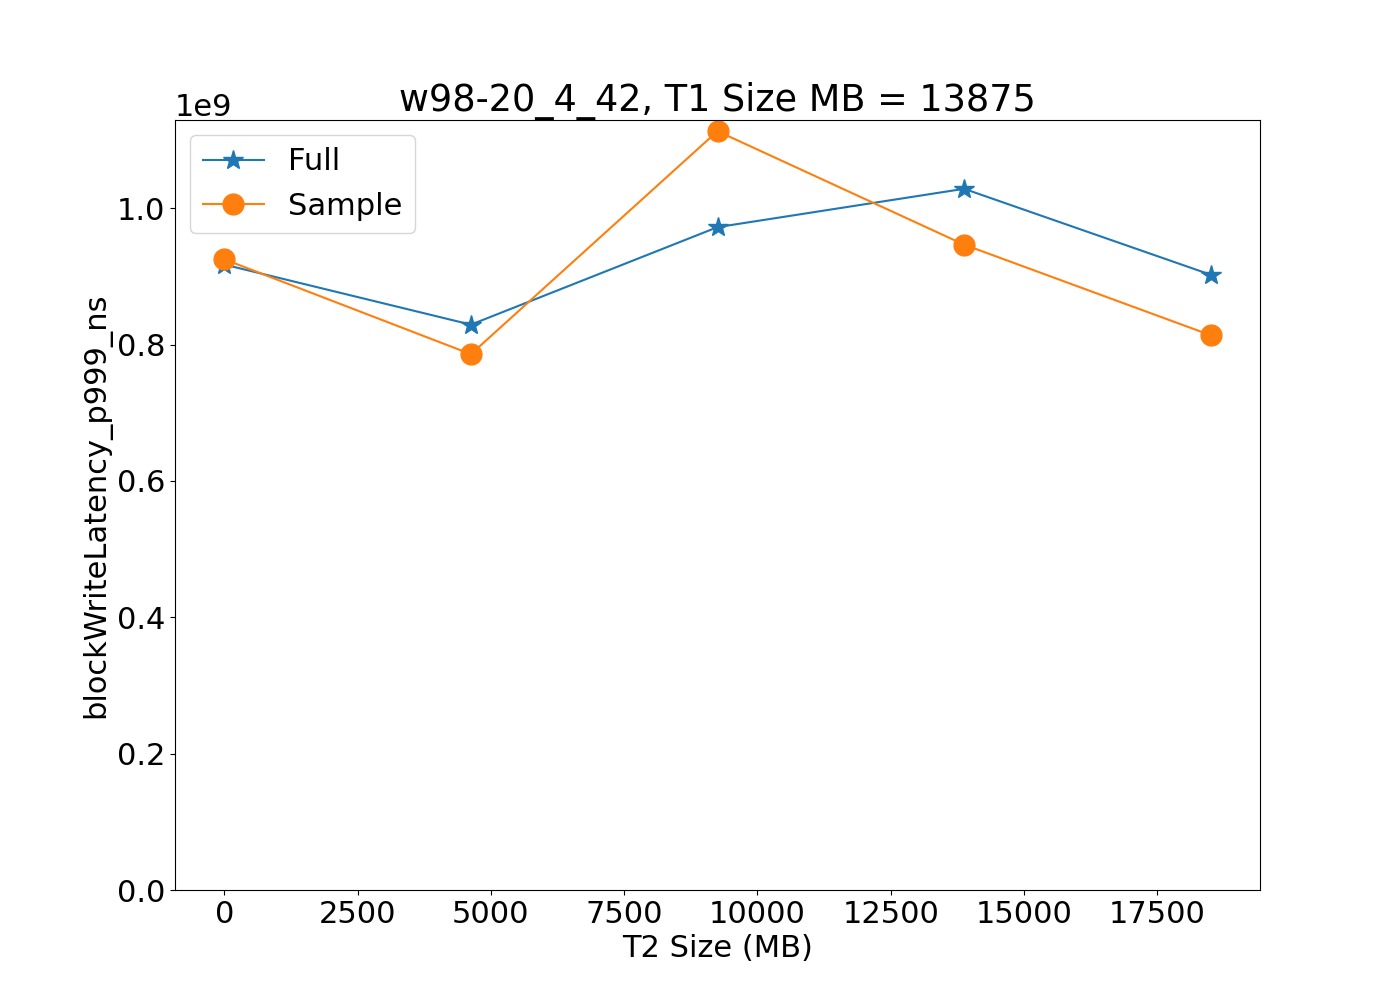 w98-20_4_42, T1 Size MB = 13875
1e9
Full
Sample
1.0
0.8
0.6
0.4
0.2
0.0
blockWriteLatency_p999_ns
0 2500 5000 7500 10000 12500 15000 17500
T2 Size (MB)